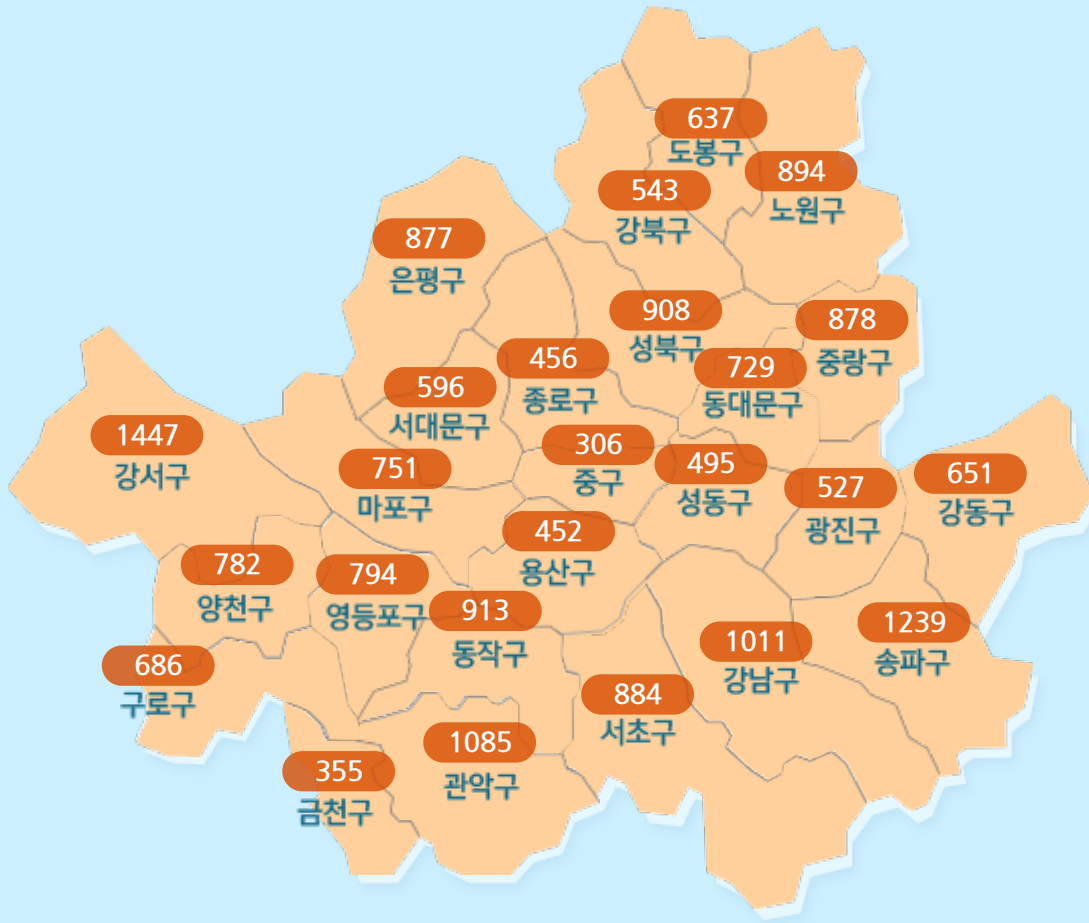 637
도봉구
894
노원구
543
강북구
877
은평구
908
성북구
878
중랑구
456
종로구
729
동대문구
596
서대문구
1447
강서구
306
중구
495
성동구
751
마포구
527
광진구
651
강동구
452
용산구
782
양천구
794
영등포구
913
동작구
1239
송파구
1011
강남구
686
구로구
884
서초구
1085
관악구
355
금천구